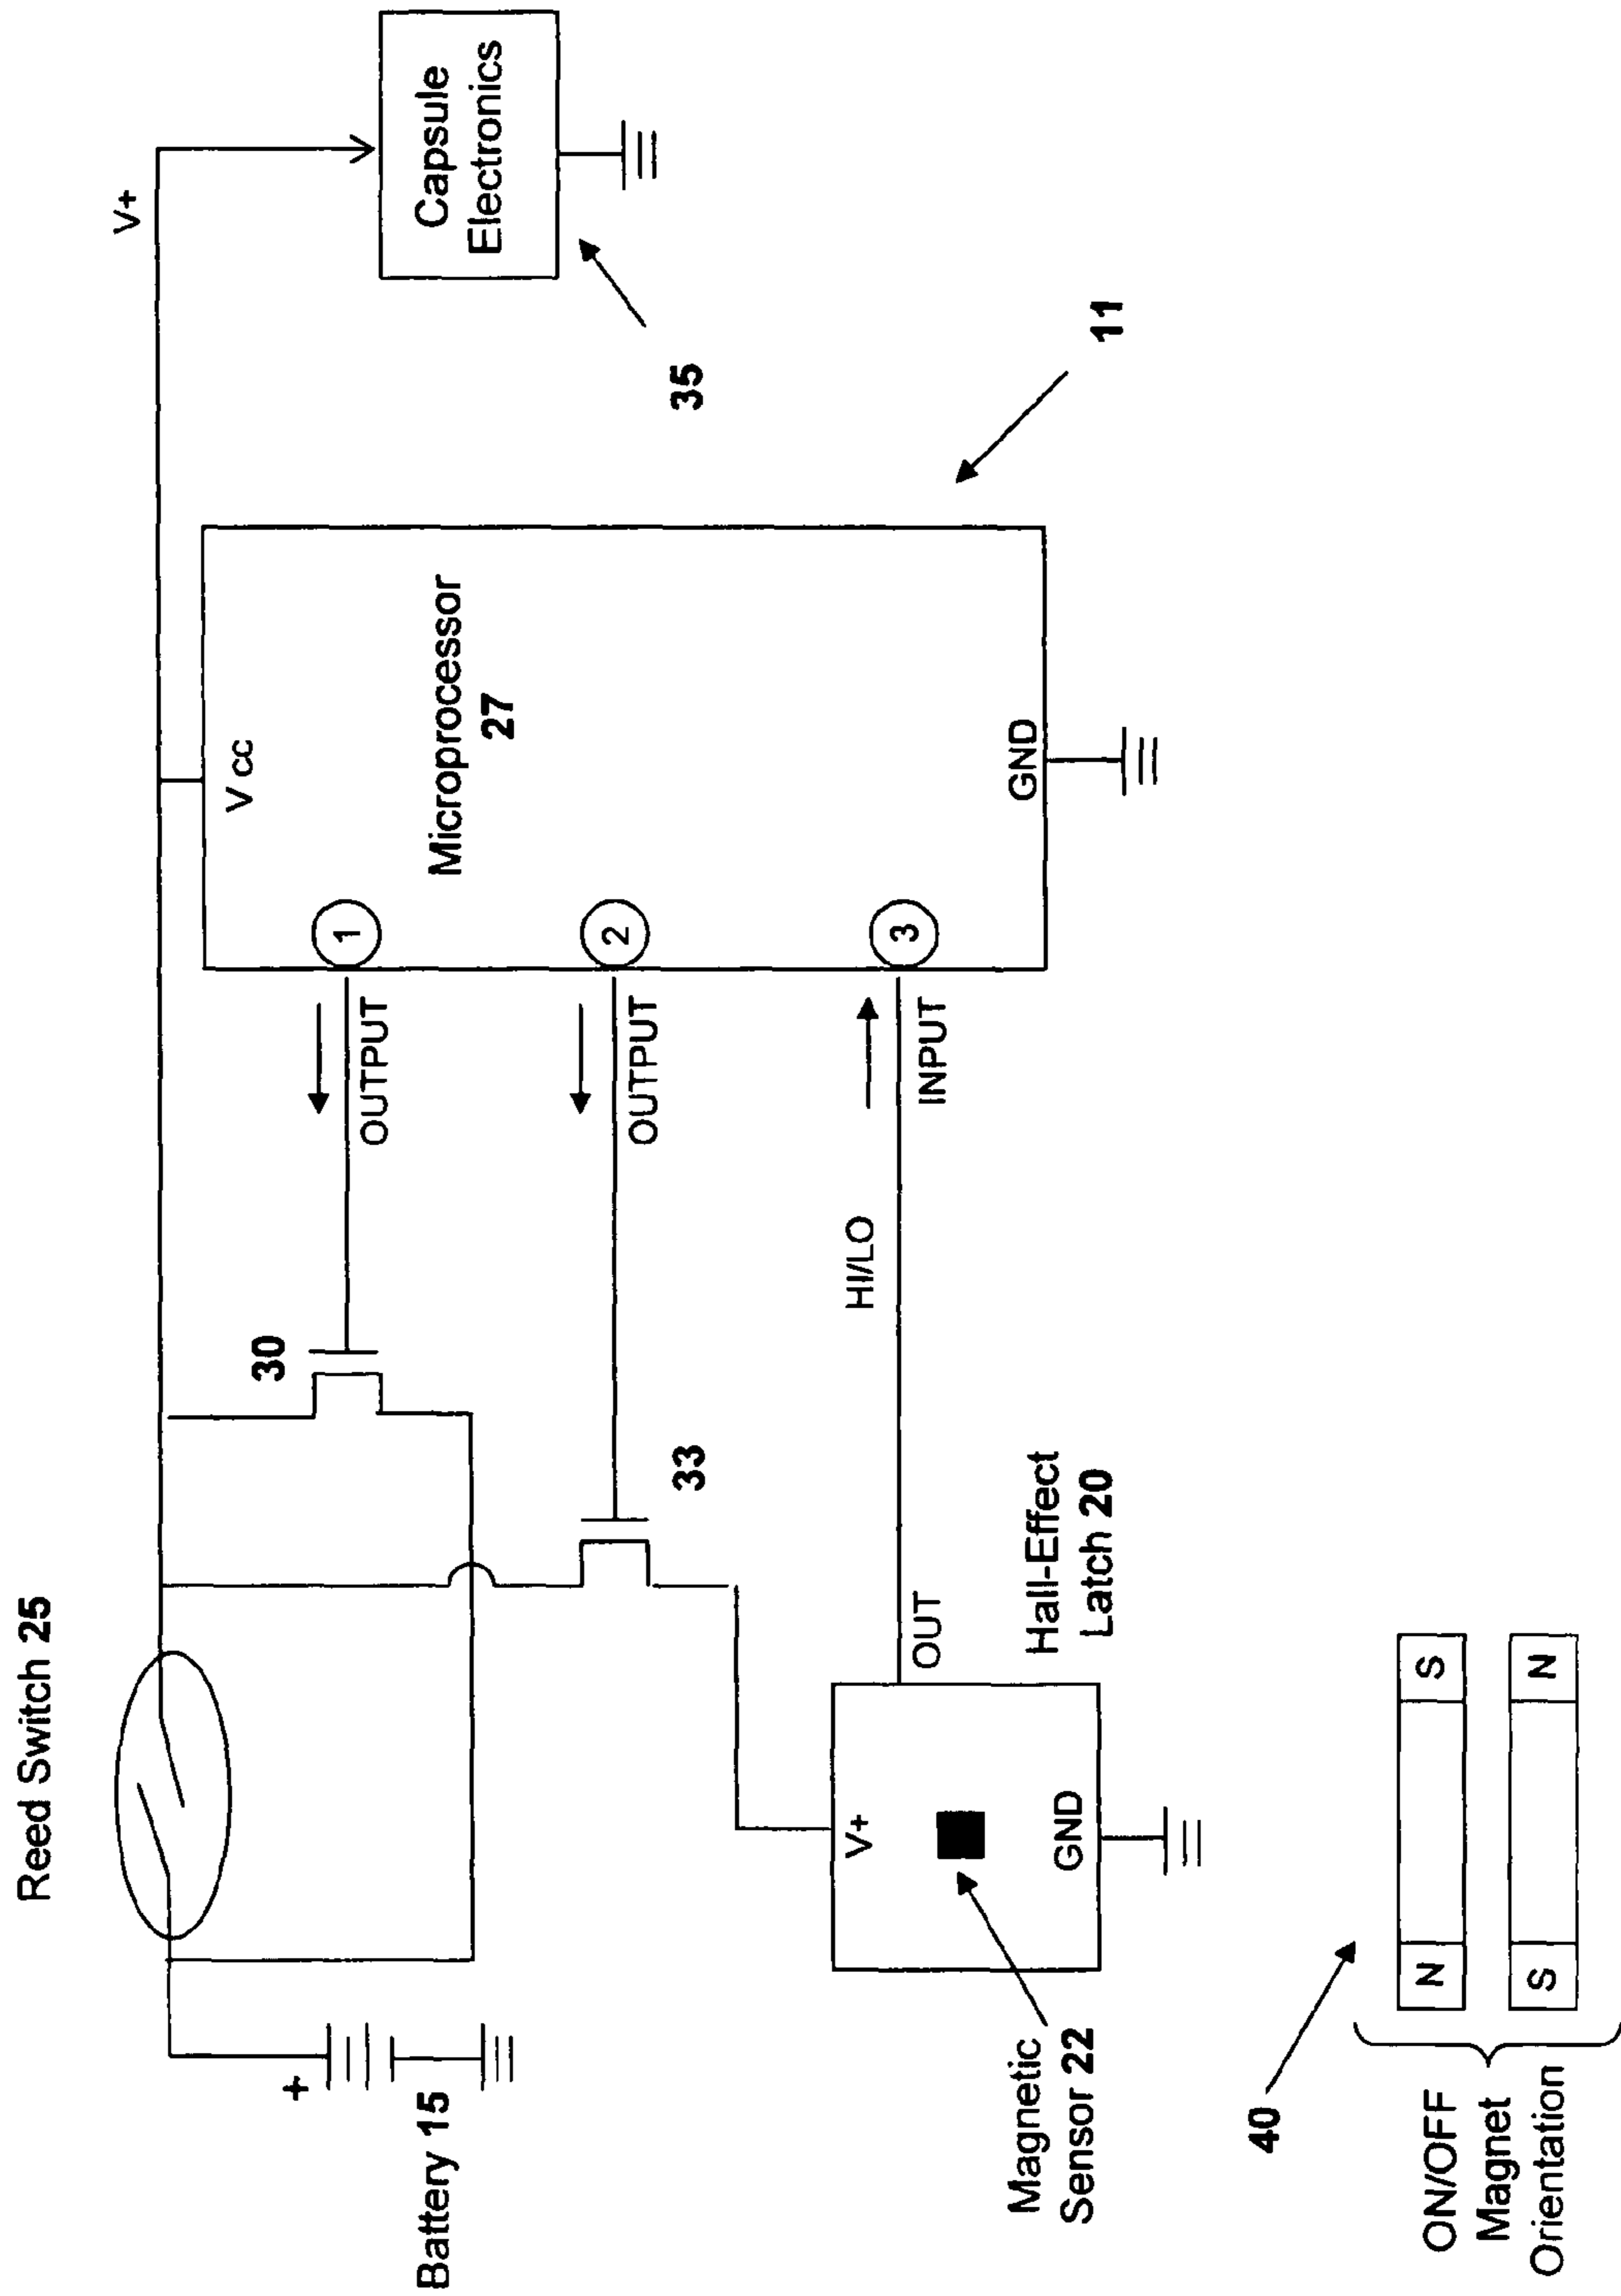 Reed Switch 25
V+
+
Battery 15
30
V cc
OUTPUT
1
Capsule
Electronics
35
Microprocessor
27
33
OUTPUT
2
11
V+
HI/LO
OUT
INPUT
3
GND
GND
Magnetic
Sensor 22
Hall-Effect
Latch 20
40
ON/OFF
Magnet
Orientation
N
S
S
N